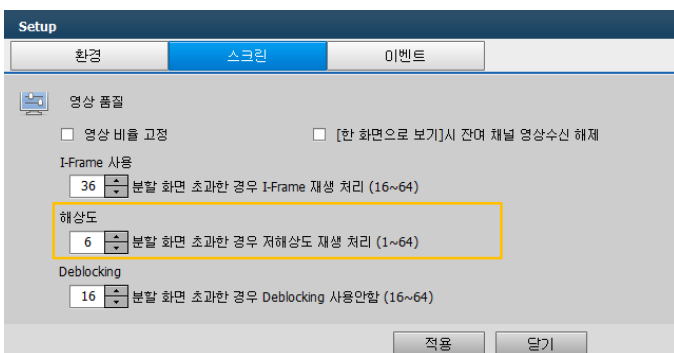 Setup
환경 스크린 이벤트
영상 품질
영상 비율 고정 [한 화면으로 보기]시 잔여 채널 영상수신 해제
I-Frame 사용
36 분할 화면 초과한 경우 I-Frame 재생 처리 (16~64)
해상도
6 분할 화면 초과한 경우 저해상도 재생 처리 (1~64)
Deblocking
16 분할 화면 초과한 경우 Deblocking 사용안함 (16~64)
적용 닫기